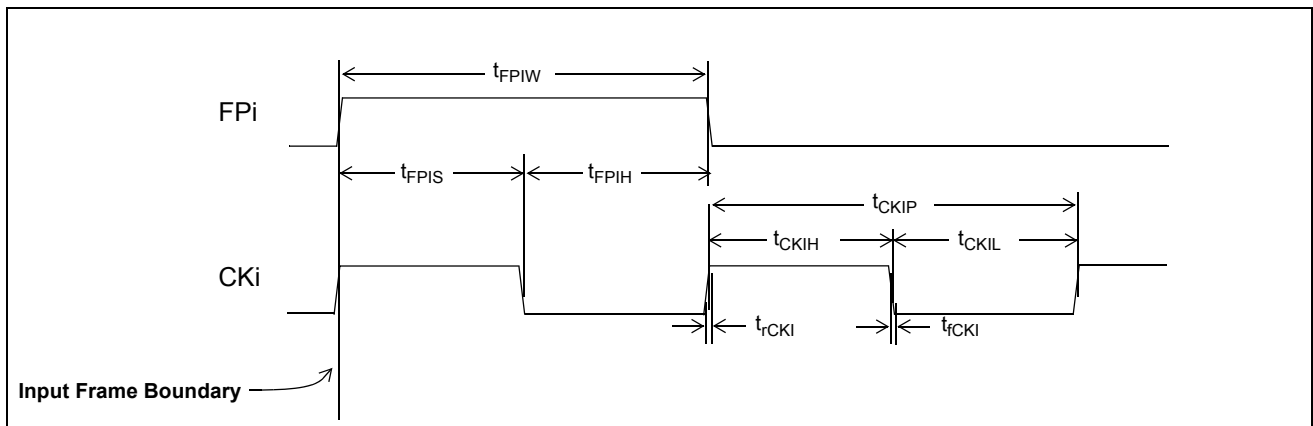 tFPIW
FPi
tFPIS
tFPIH
tCKIP
tCKIH
tCKIL
CKi
trCKI
tfCKI
Input Frame Boundary